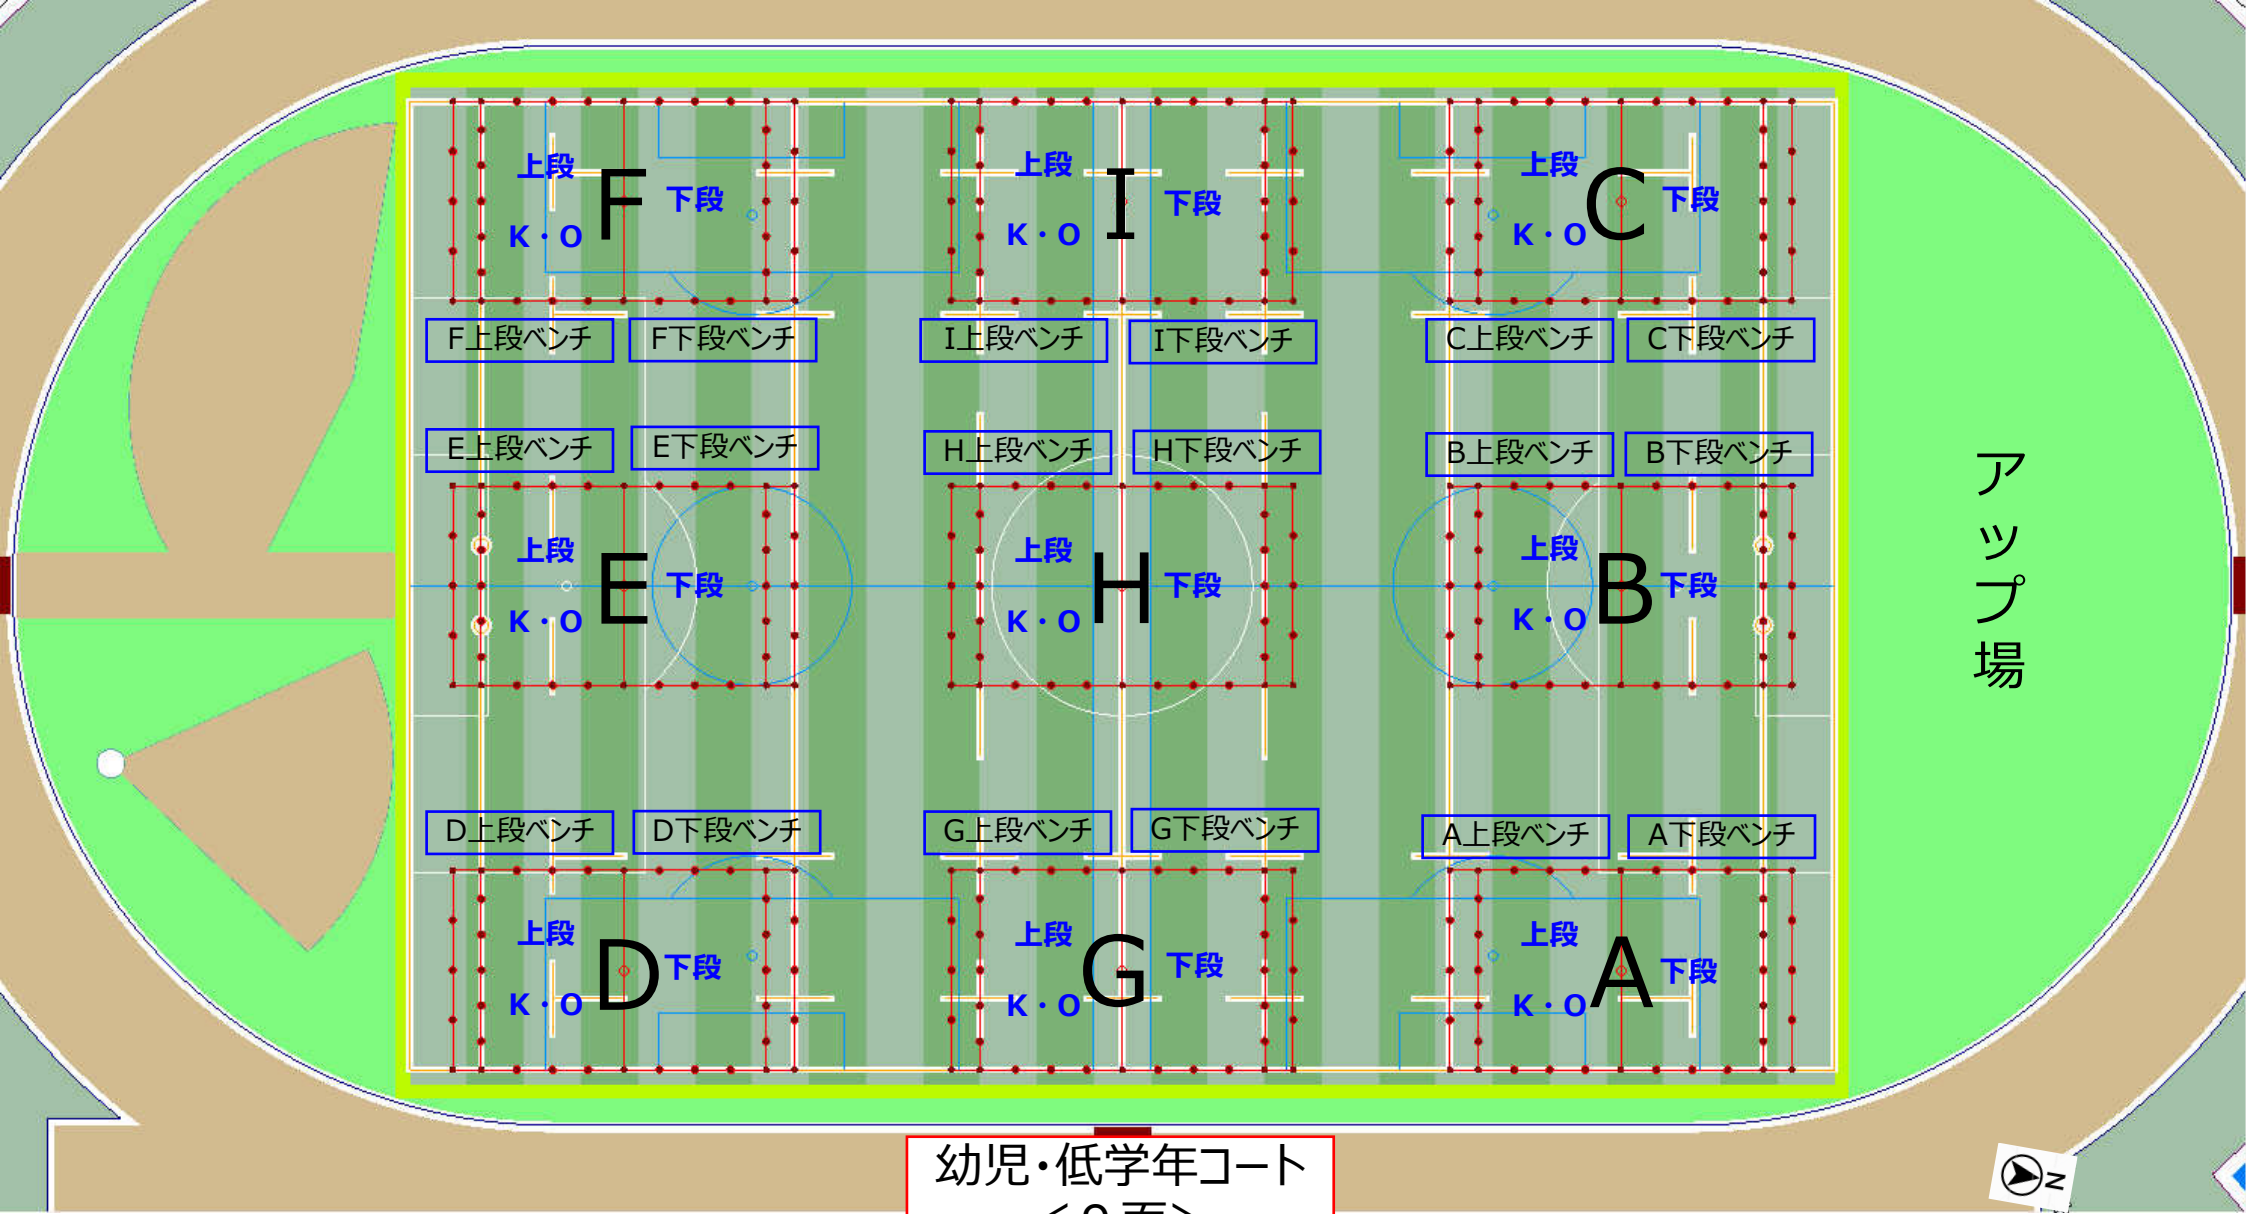 上段 F 下段
K・O
上段 I 下段
K・O
上段 C 下段
K・O
F上段ベンチ F下段ベンチ
I上段ベンチ I下段ベンチ
C上段ベンチ C下段ベンチ
E上段ベンチ E下段ベンチ
H上段ベンチ H下段ベンチ
B上段ベンチ B下段ベンチ
上段 E 下段
K・O
上段 H 下段
K・O
上段 B 下段
K・O
アップ場
D上段ベンチ D下段ベンチ
G上段ベンチ G下段ベンチ
A上段ベンチ A下段ベンチ
上段 D 下段
K・O
上段 G 下段
K・O
上段 A 下段
K・O
幼児・低学年コート
N